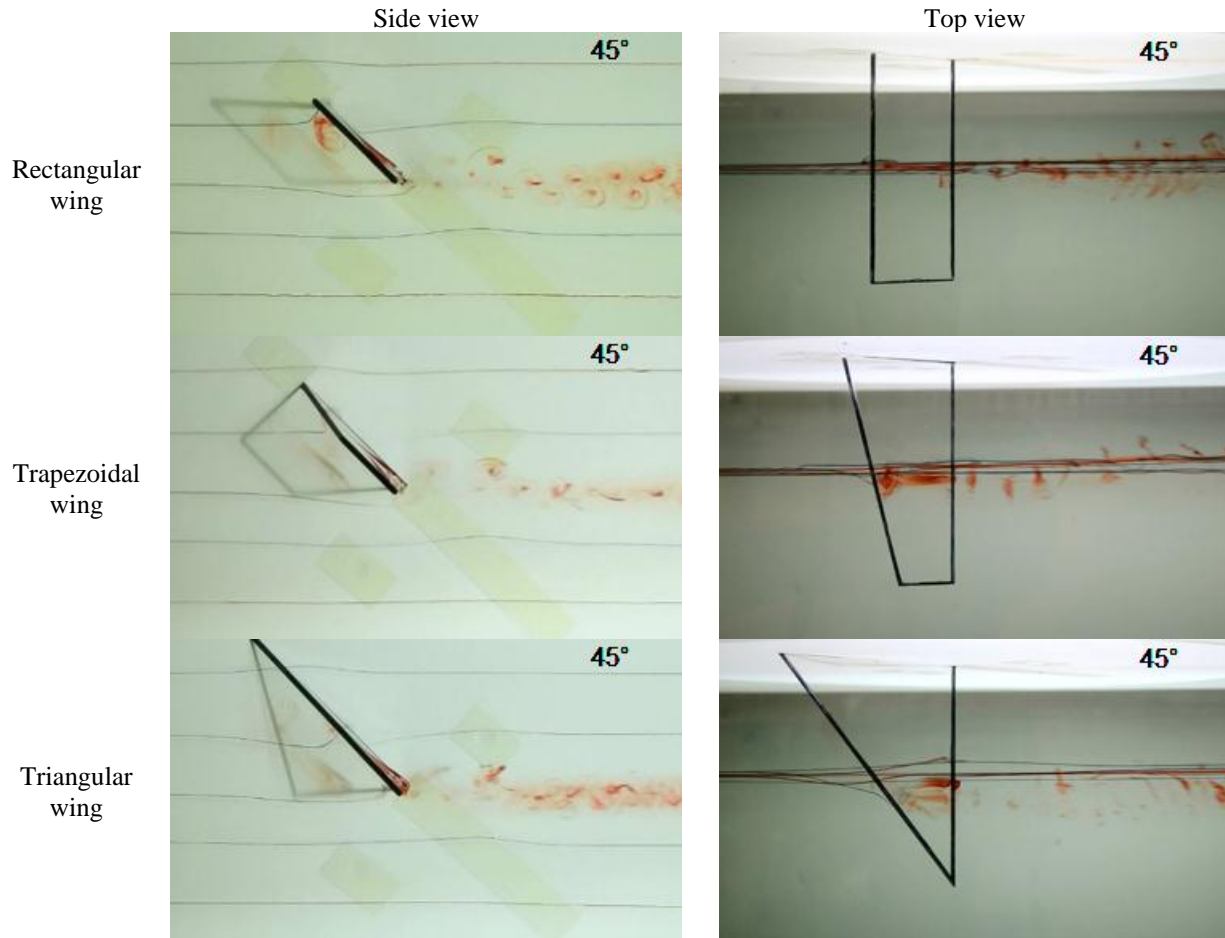 Side view
Top view
Rectangular
wing
45°
45°
Trapezoidal
wing
45°
45°
Triangular
wing
45°
45°